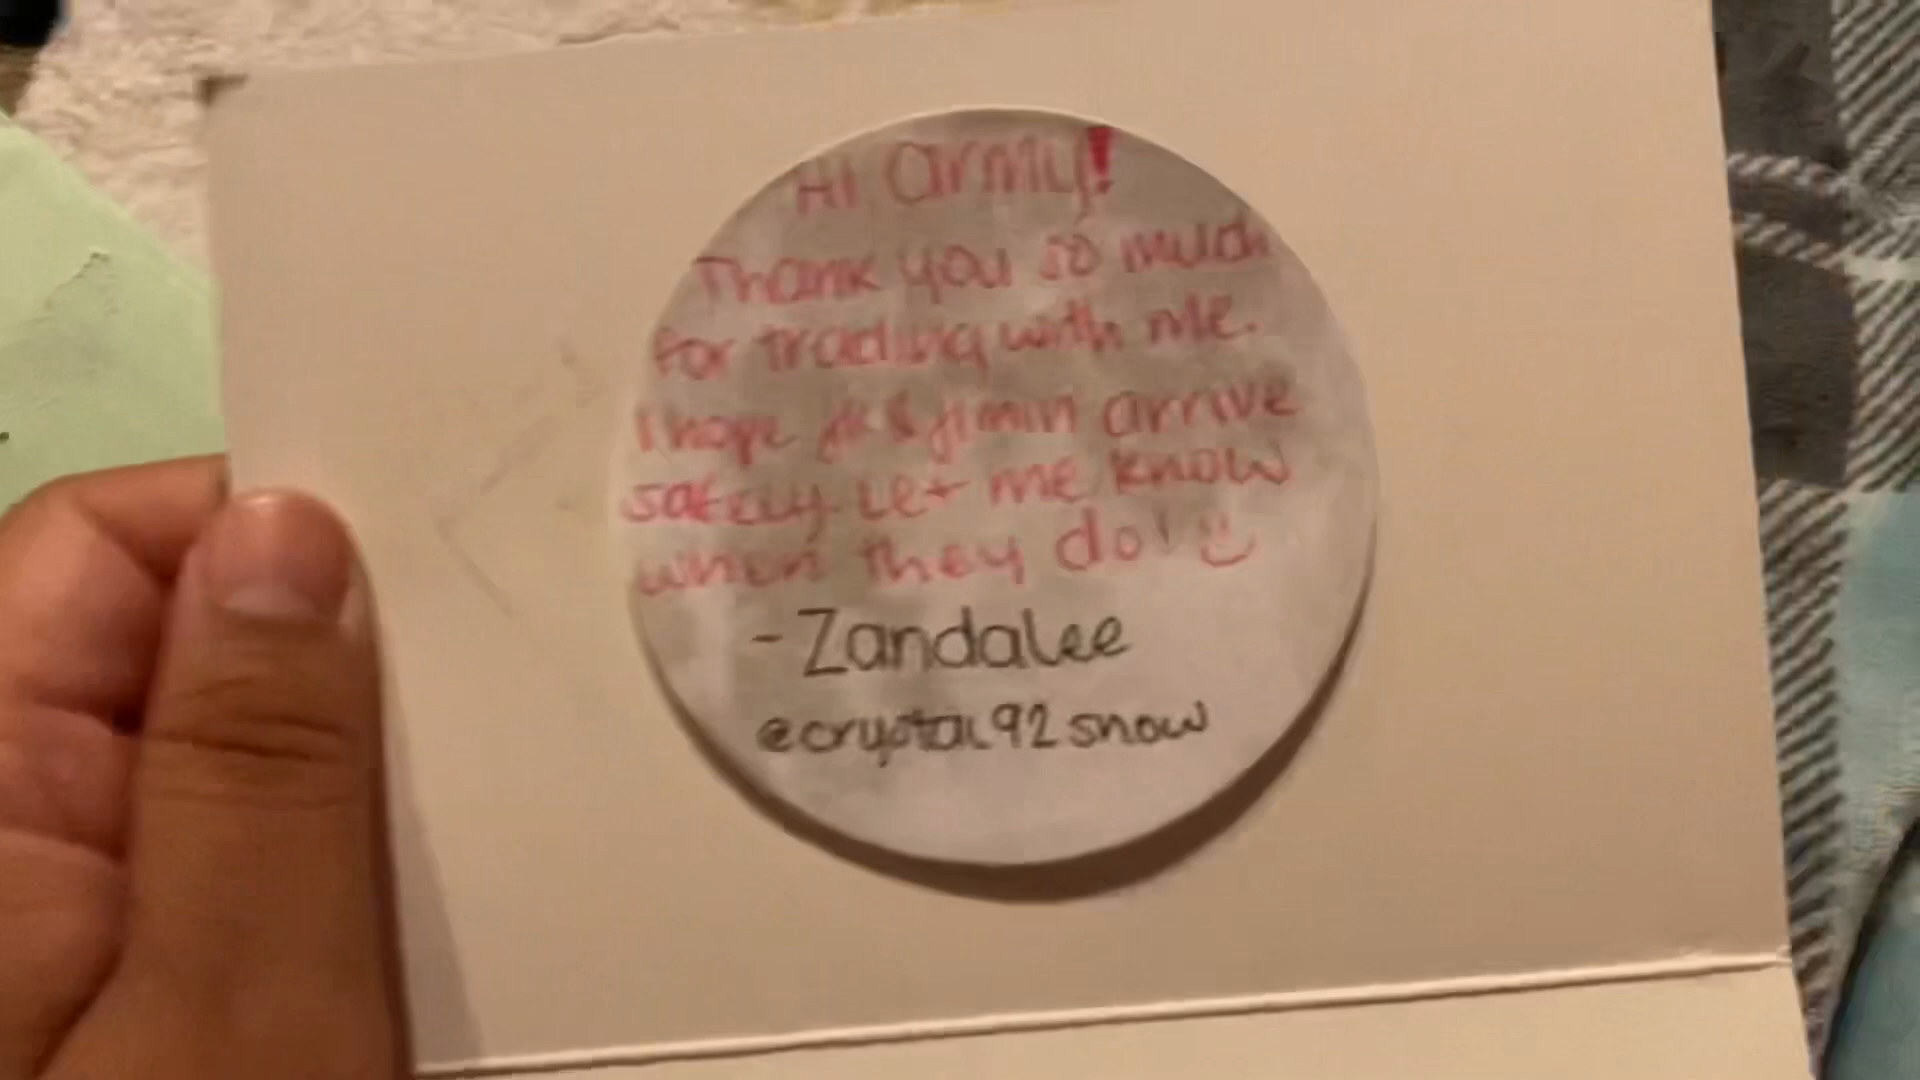 Hi army!
Thank you so much
for trading with me.
I hope jk & jimin arrive
safely. Let me know
when they do! :)
- Zandalee
@crystal92snow